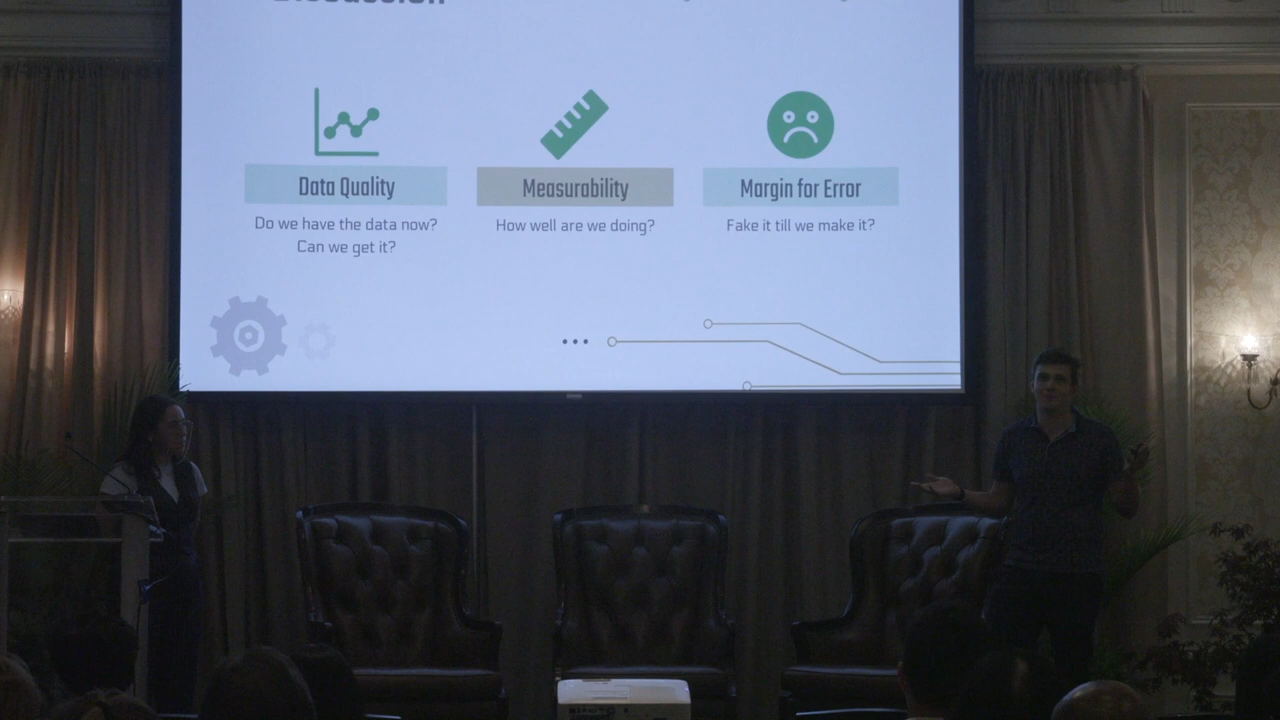 Discussion
Data Quality
Measurability
Margin for Error
Do we have the data now?
Can we get it?
How well are we doing?
Fake it till we make it?